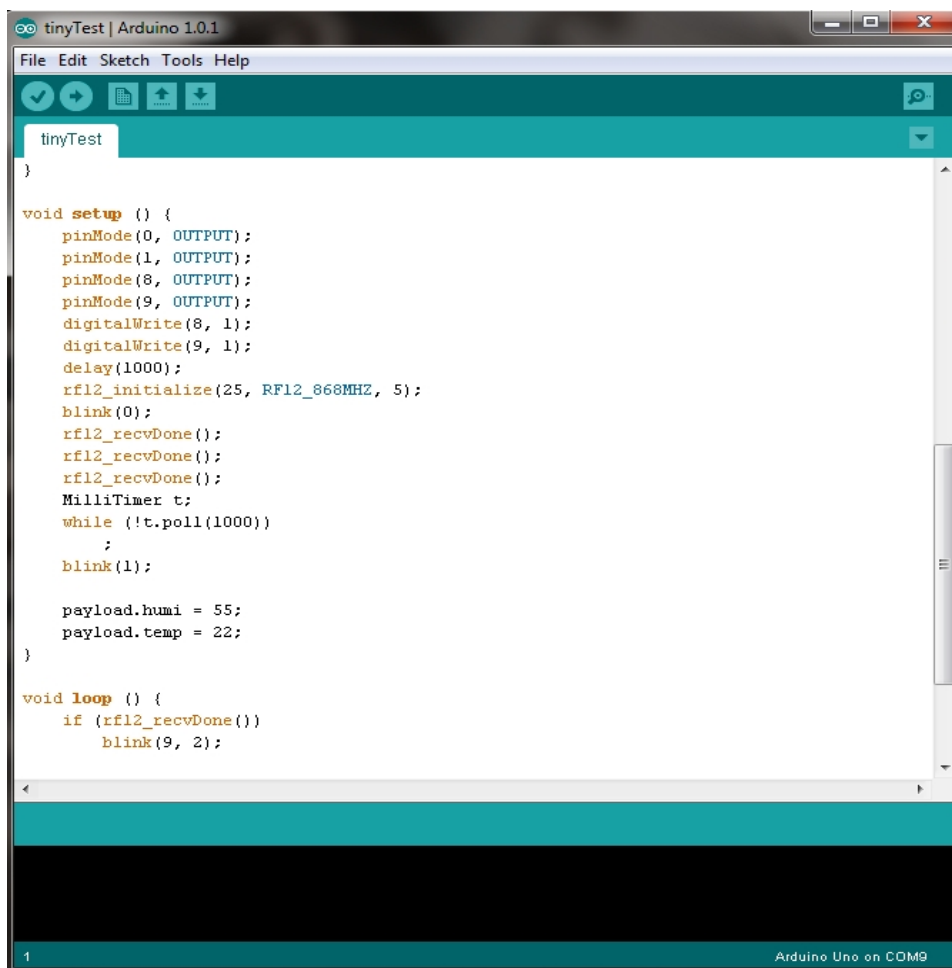 tinyTest | Arduino 1.0.1
File Edit Sketch Tools Help
tinyTest
}
void setup () {
    pinMode(0, OUTPUT);
    pinMode(1, OUTPUT);
    pinMode(8, OUTPUT);
    pinMode(9, OUTPUT);
    digitalWrite(8, 1);
    digitalWrite(9, 1);
    delay(1000);
    rf12_initialize(25, RF12_868MHZ, 5);
    blink(0);
    rf12_recvDone();
    rf12_recvDone();
    rf12_recvDone();
    MilliTimer t;
    while (!t.poll(1000))
        ;
    blink(1);
    payload.humi = 55;
    payload.temp = 22;
}
void loop () {
    if (rf12_recvDone())
        blink(9, 2);
1 Arduino Uno on COM9